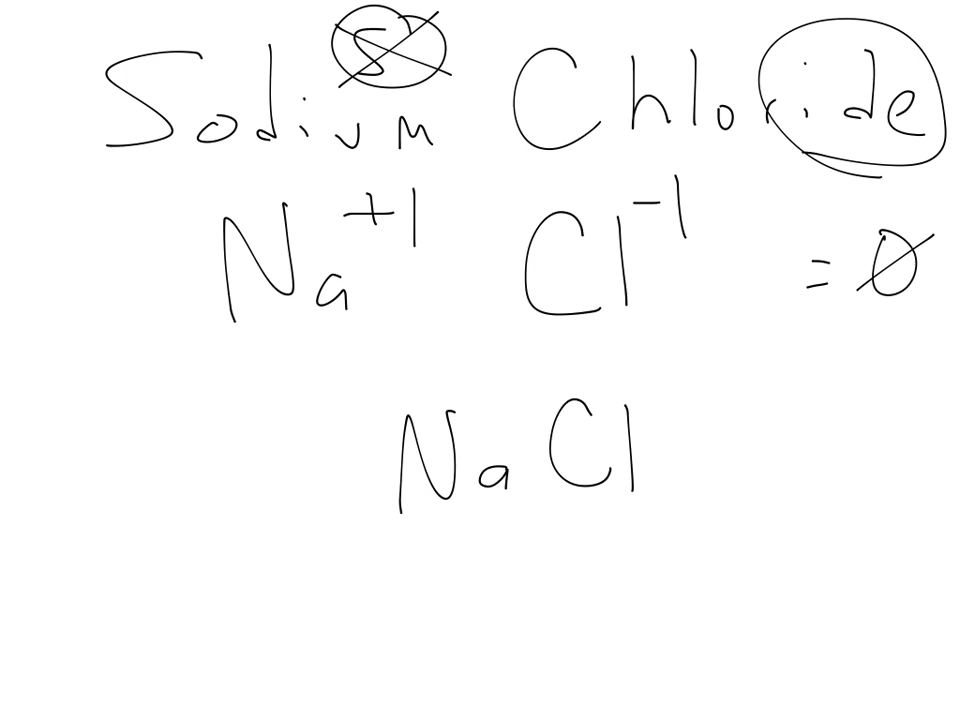 S
Sodium Chloride
Na+1 Cl-1 = 0
NaCl